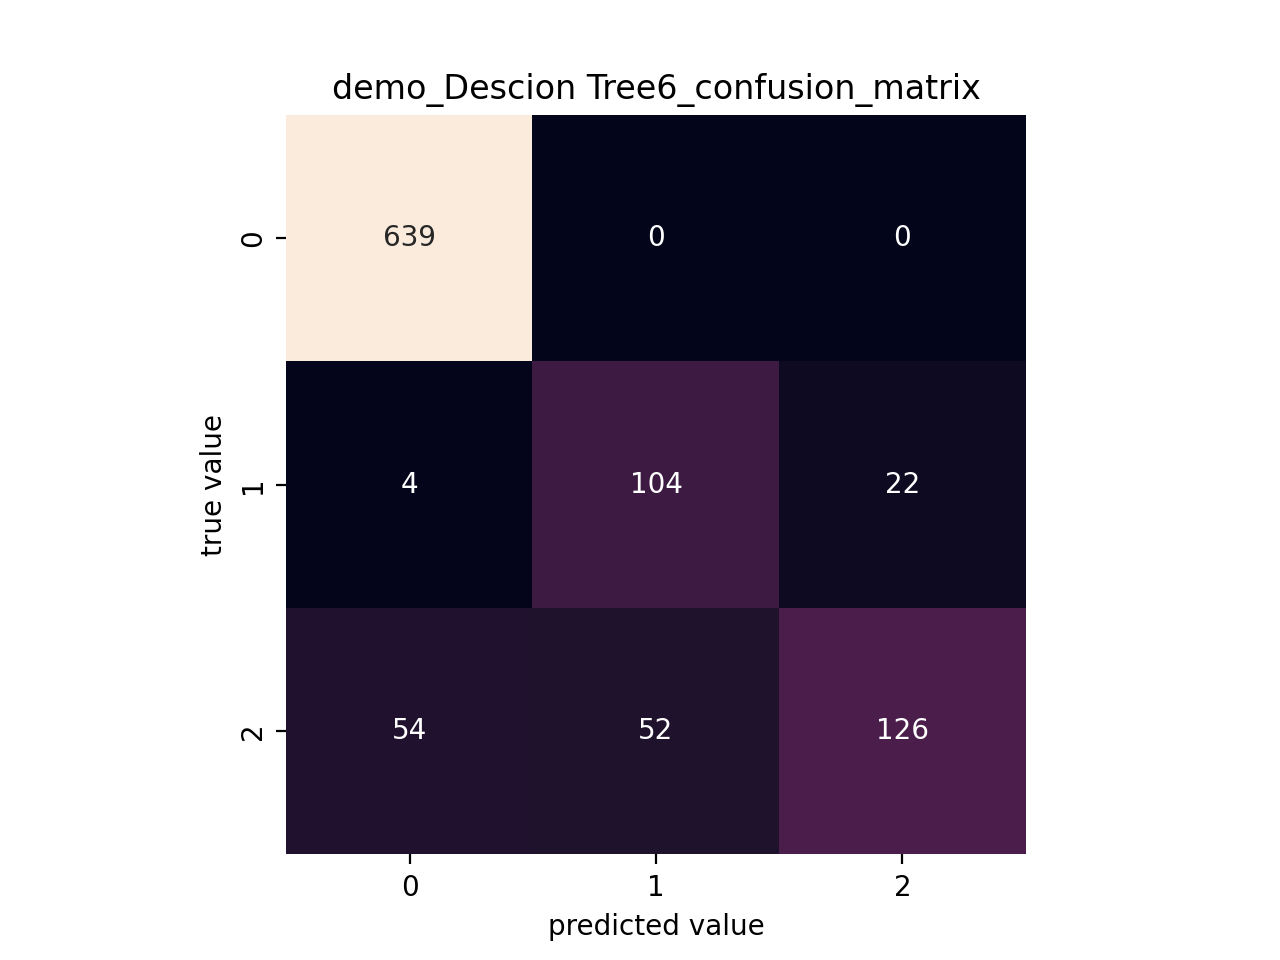 demo_Descion Tree6_confusion_matrix
0 639 0 0
1 4 104 22
2 54 52 126
true value
0 1 2
predicted value